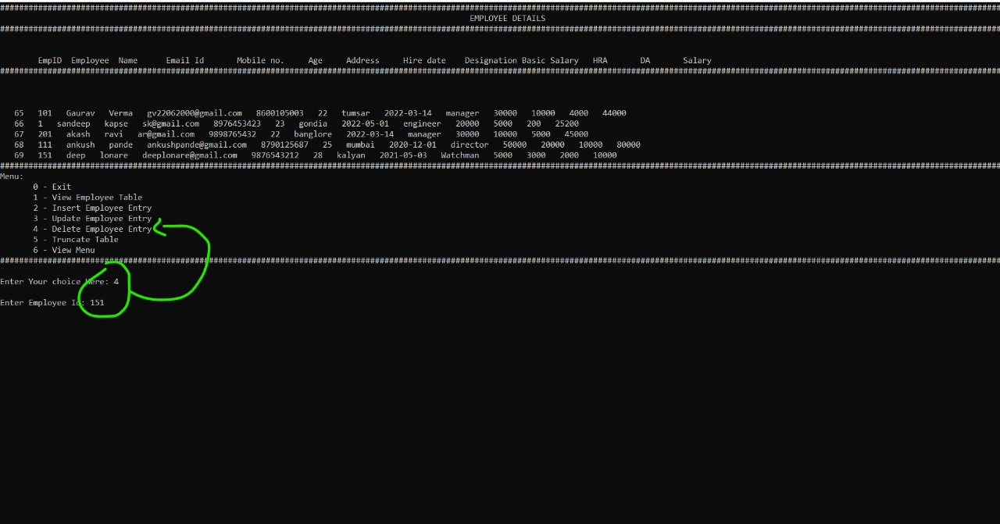 ################################################################################
EMPLOYEE DETAILS
################################################################################
EmpID Employee Name Email Id Mobile no. Age Address Hire date Designation Basic Salary HRA DA Salary
################################################################################
65 101 Gaurav Verma gv22062000@gmail.com 8600105003 22 tumsar 2022-03-14 manager 30000 10000 4000 44000
66 1 sandeep kapse sk@gmail.com 8976453423 23 gondia 2022-05-01 engineer 20000 5000 200 25200
67 201 akash ravi ar@gmail.com 9898765432 22 banglore 2022-03-14 manager 30000 10000 5000 45000
68 111 ankush pande ankushpande@gmail.com 8790125687 25 mumbai 2020-12-01 director 50000 20000 10000 80000
69 151 deep lonare deeplonare@gmail.com 9876543212 28 kalyan 2021-05-03 Watchman 5000 3000 2000 10000
################################################################################
Menu:
0 - Exit
1 - View Employee Table
2 - Insert Employee Entry
3 - Update Employee Entry
4 - Delete Employee Entry
5 - Truncate Table
6 - View Menu
################################################################################
Enter Your choice Here: 4
Enter Employee Id: 151